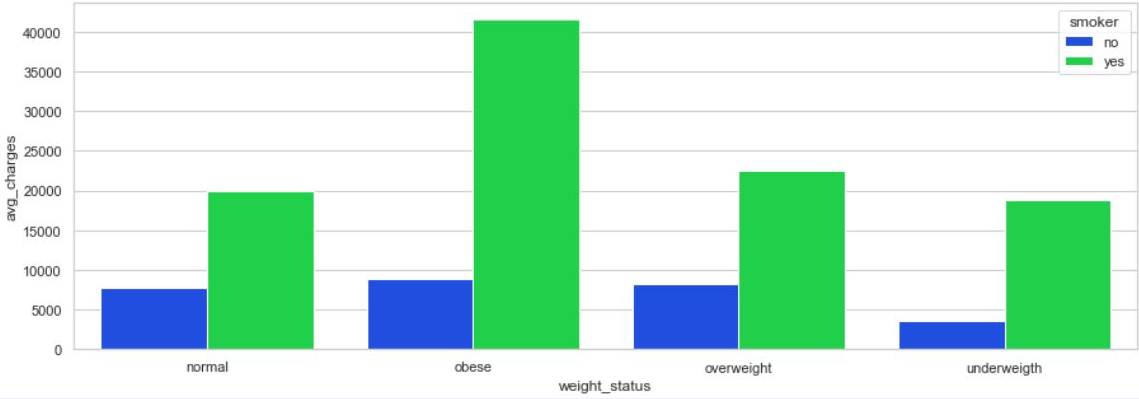 smoker
no
yes
40000
35000
30000
25000
20000
15000
10000
5000
0
avg_charges
normal
obese
overweight
underweigth
weight_status